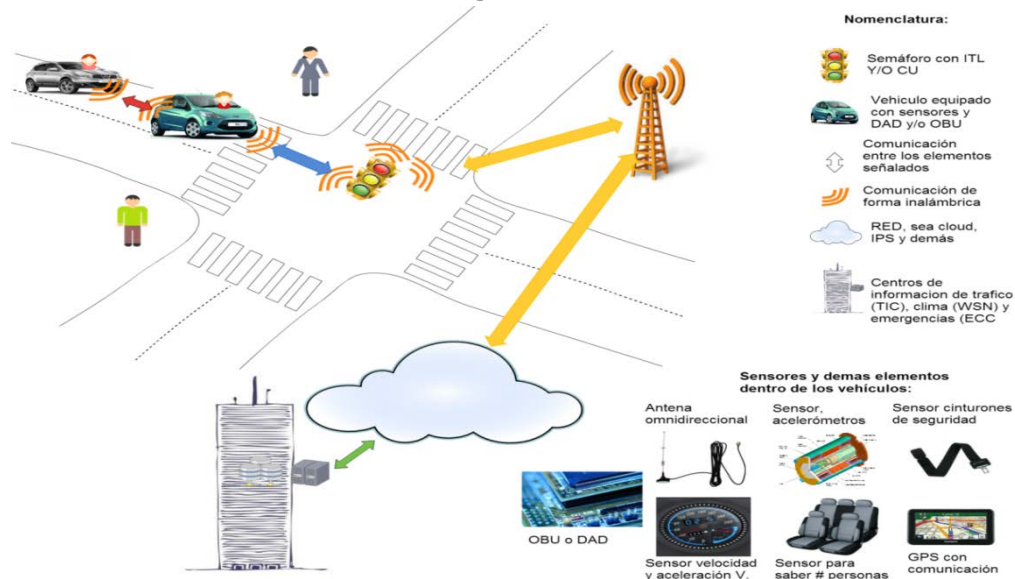 Nomenclatura:
Semáforo con ITL
Y/O CU
Vehiculo equipado
con sensores y
DAD y/o OBU
Comunicación
entre los elementos
señalados
Comunicación de
forma inalámbrica
RED, sea cloud,
IPS y demás
Centros de
informacion de trafico
(TIC), clima (WSN) y
emergencias (ECC
Sensores y demas elementos
dentro de los vehículos:
Antena
omnidireccional
Sensor,
acelerómetros
Sensor cinturones
de seguridad
OBU o DAD
Sensor velocidad
y aceleración V.
Sensor para
saber # personas
GPS con
comunicación